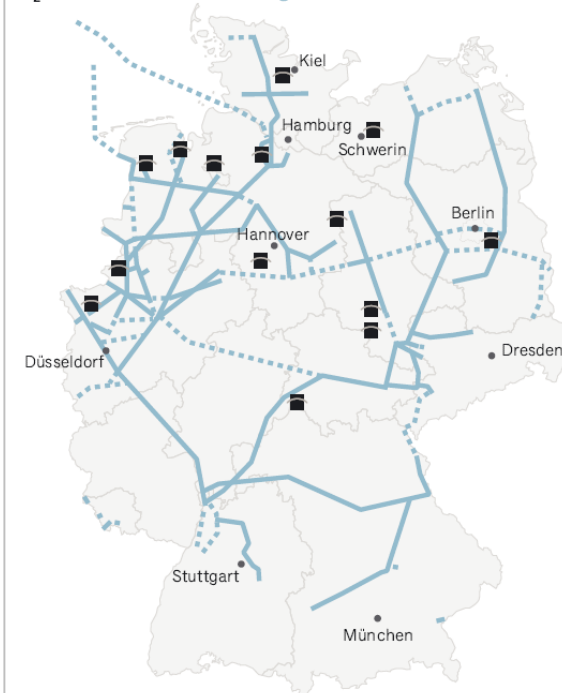 Kiel
Hamburg
Schwerin
Berlin
Hannover
Düsseldorf
Dresden
Stuttgart
München